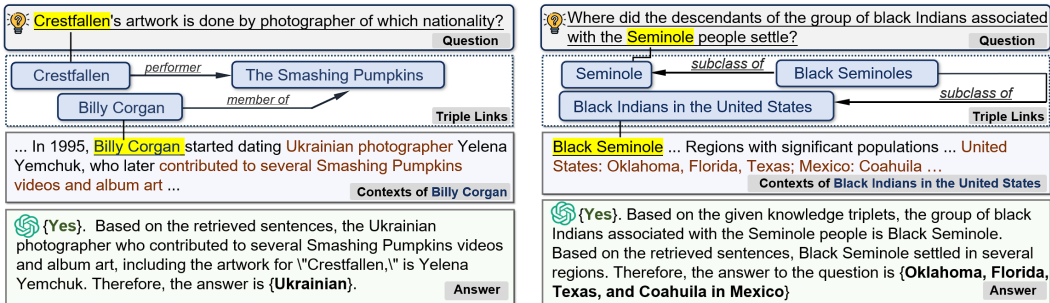 Crestfallen's artwork is done by photographer of which nationality?
Question
Crestfallen
performer
The Smashing Pumpkins
Billy Corgan
member of
Triple Links
... In 1995, Billy Corgan started dating Ukrainian photographer Yelena
Yemchuk, who later contributed to several Smashing Pumpkins
videos and album art ...
Contexts of Billy Corgan
{Yes}. Based on the retrieved sentences, the Ukrainian
photographer who contributed to several Smashing Pumpkins videos
and album art, including the artwork for \"Crestfallen,\" is Yelena
Yemchuk. Therefore, the answer is {Ukrainian}.
Answer
Where did the descendants of the group of black Indians associated
with the Seminole people settle?
Question
Seminole
subclass of
Black Seminoles
Black Indians in the United States
subclass of
Triple Links
Black Seminole ... Regions with significant populations ... United
States: Oklahoma, Florida, Texas; Mexico: Coahuila ...
Contexts of Black Indians in the United States
{Yes}. Based on the given knowledge triplets, the group of black
Indians associated with the Seminole people is Black Seminole.
Based on the retrieved sentences, Black Seminole settled in several
regions. Therefore, the answer to the question is {Oklahoma, Florida,
Texas, and Coahuila in Mexico}
Answer